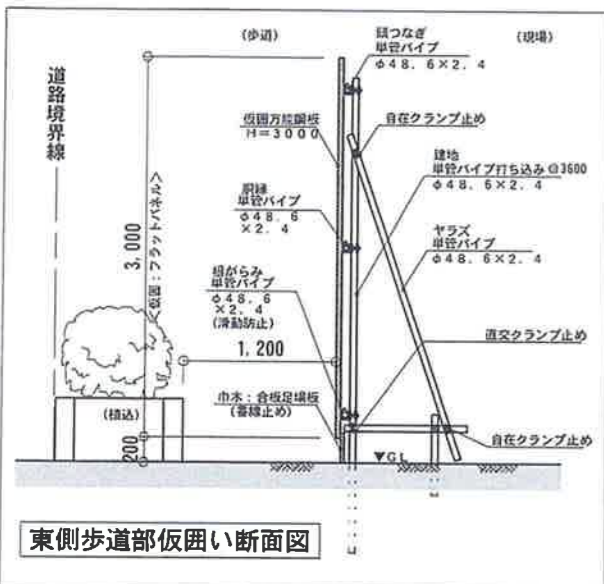 (歩道)
(現場)
道路境界線
頭つなぎ
単管パイプ
φ48.6×2.4
仮囲万能鋼板
H=3000
自在クランプ止め
建地
単管パイプ打ち込み@3600
φ48.6×2.4
胴縁
単管パイプ
φ48.6
×2.4
ヤラズ
単管パイプ
φ48.6×2.4
3,000
<仮囲:フラットパネル>
根がらみ
単管パイプ
φ48.6
×2.4
(滑動防止)
1,200
直交クランプ止め
巾木:合板足場板
(番線止め)
(植込)
200
自在クランプ止め
▼GL
東側歩道部仮囲い断面図